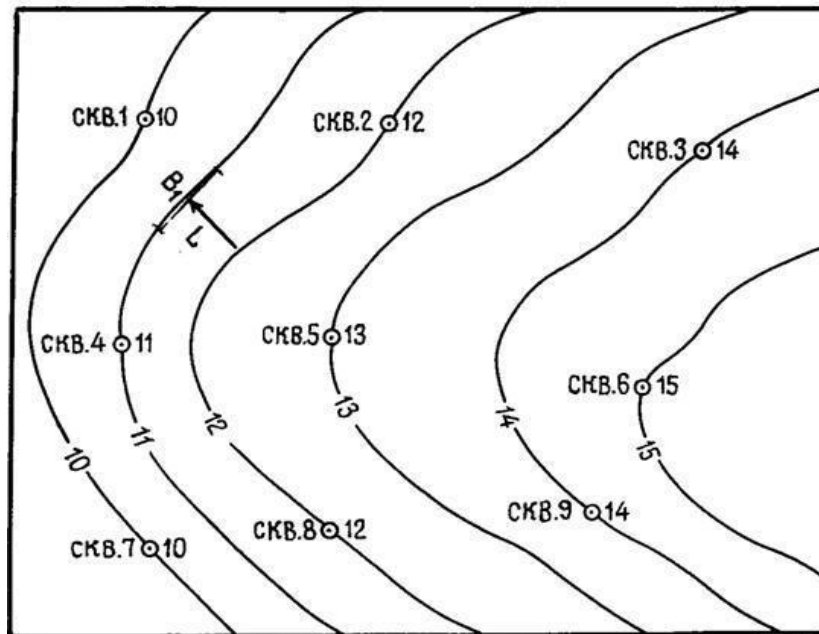 СКВ.1 10
СКВ.2 12
СКВ.3 14
B₁
L
СКВ.4 11
СКВ.5 13
СКВ.6 15
10
11
12
13
14
15
СКВ.7 10
СКВ.8 12
СКВ.9 14